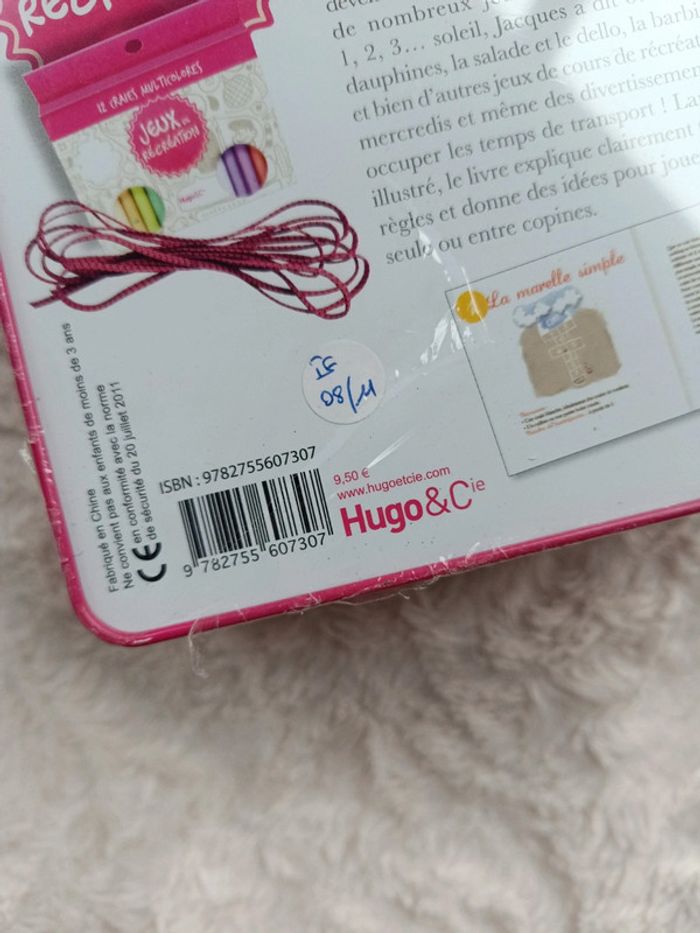 12 CRAIES MULTICOLORES
JEUX DE
RÉCRÉATION
Hugo&Cie
de nombreux
1, 2, 3... soleil, Jacques a dit
dauphines, la salade et le dello, la
et bien d'autres jeux de cours de
mercredis et même des
occuper les temps de transport !
illustré, le livre explique clairement
règles et donne des idées pour
seule ou entre copines.
La marelle simple
Fabriqué en Chine
Ne convient pas aux enfants de moins de 3 ans
en conformité avec la norme
de sécurité du 20 juillet 2011
CE
08/11
ISBN : 9782755607307
9 782755 607307
9,50 €
www.hugoetcie.com
Hugo&Cie